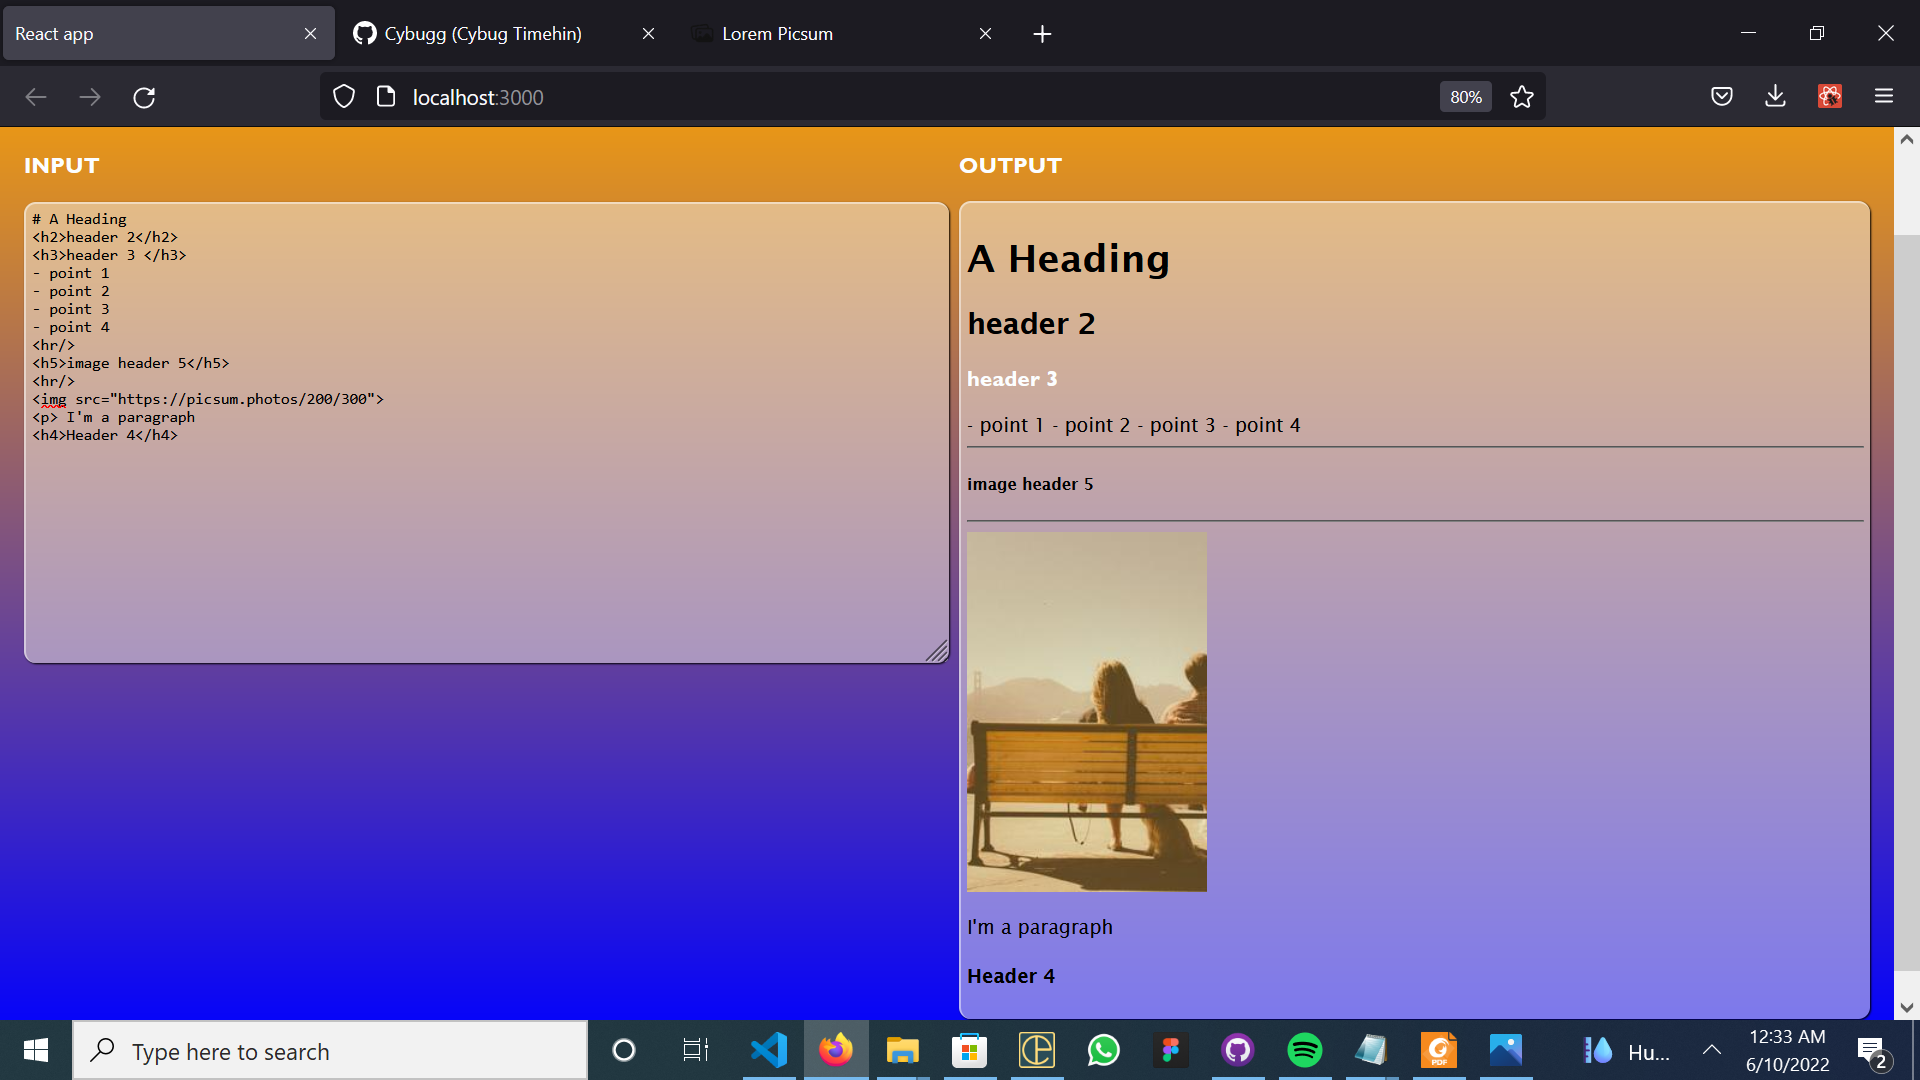 React app
Cybugg (Cybug Timehin)
Lorem Picsum
localhost:3000
80%
INPUT
# A Heading
<h2>header 2</h2>
<h3>header 3 </h3>
- point 1
- point 2
- point 3
- point 4
<hr/>
<h5>image header 5</h5>
<hr/>
<img src="https://picsum.photos/200/300">
<p> I'm a paragraph
<h4>Header 4</h4>
OUTPUT
A Heading
header 2
header 3
- point 1 - point 2 - point 3 - point 4
image header 5
I'm a paragraph
Header 4
Type here to search
PDF
Hu...
12:33 AM
6/10/2022
2